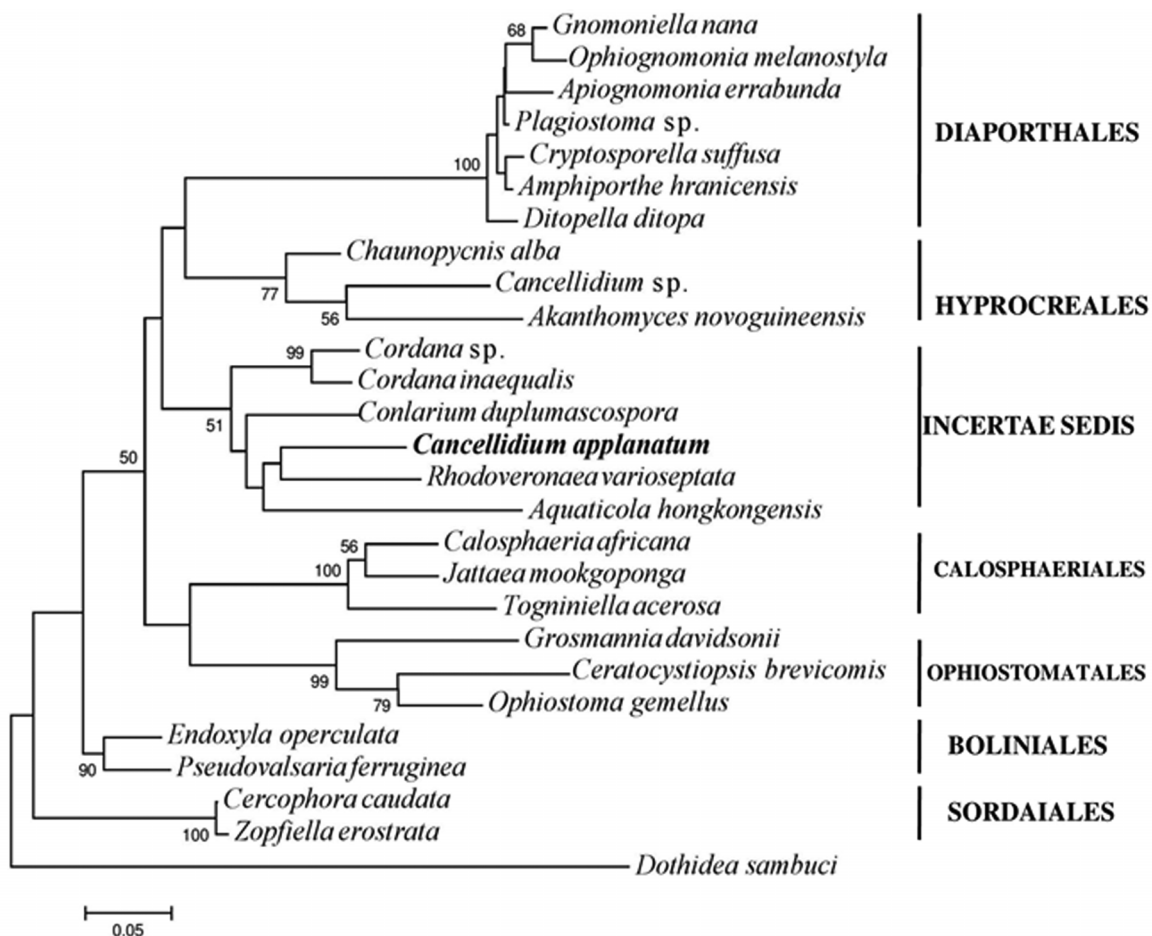 68
Gnomoniella nana
Ophiognomonia melanostyla
Apiognomonia errabunda
Plagiostoma sp.
DIAPORTHALES
Cryptosporella suffusa
100
Amphiporthe hranicensis
Ditopella ditopa
Chaunopycnis alba
77
Cancellidium sp.
HYPROCREALES
56
Akanthomyces novoguineensis
99
Cordana sp.
Cordana inaequalis
51
Conlarium duplumascospora
INCERTAE SEDIS
Cancellidium applanatum
50
Rhodoveronaea varioseptata
Aquaticola hongkongensis
56
Calosphaeria africana
100
Jattaea mookgoponga
CALOSPHAERIALES
Togniniella acerosa
Grosmannia davidsonii
99
Ceratocystiopsis brevicomis
OPHIOSTOMATALES
79
Ophiostoma gemellus
Endoxyla operculata
BOLINIALES
90
Pseudovalsaria ferruginea
Cercophora caudata
SORDAIALES
100
Zopfiella erostrata
Dothidea sambuci
0.05